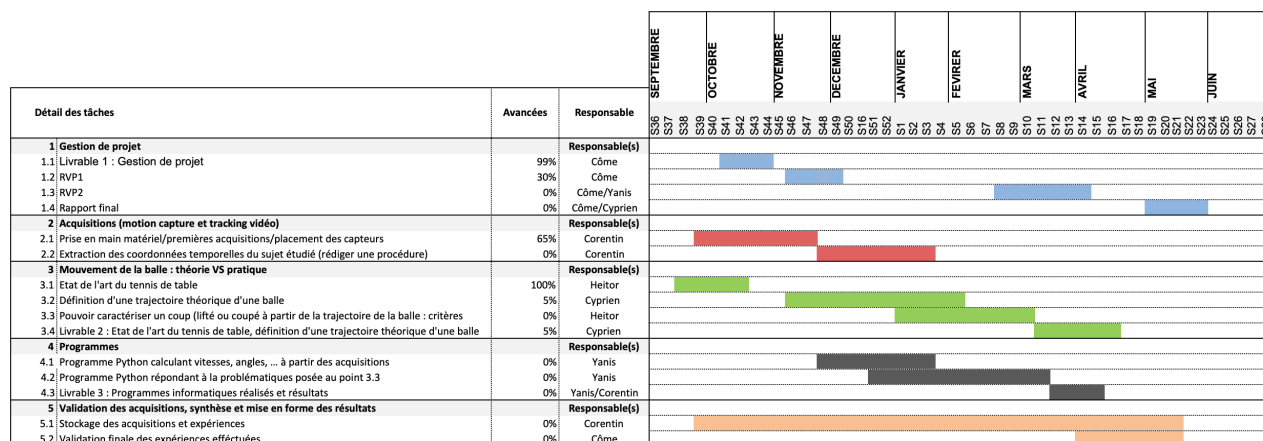 SEPTEMBRE OCTOBRE NOVEMBRE DECEMBRE JANVIER FEVIRER MARS AVRIL MAI JUIN
Détail des tâches Avancées Responsable S36 S37 S38 S39 S40 S41 S42 S43 S44 S45 S46 S47 S48 S49 S50 S16 S51 S52 S1 S2 S3 S4 S5 S6 S7 S8 S9 S10 S11 S12 S13 S14 S15 S16 S17 S18 S19 S20 S21 S22 S23 S24 S25 S26 S27
1 Gestion de projet Responsable(s)
1.1 Livrable 1 : Gestion de projet 99% Côme
1.2 RVP1 30% Côme
1.3 RVP2 0% Côme/Yanis
1.4 Rapport final 0% Côme/Cyprien
2 Acquisitions (motion capture et tracking vidéo) Responsable(s)
2.1 Prise en main matériel/premières acquisitions/placement des capteurs 65% Corentin
2.2 Extraction des coordonnées temporelles du sujet étudié (rédiger une procédure) 0% Corentin
3 Mouvement de la balle : théorie VS pratique Responsable(s)
3.1 Etat de l'art du tennis de table 100% Heitor
3.2 Définition d'une trajectoire théorique d'une balle 5% Cyprien
3.3 Pouvoir caractériser un coup (lifté ou coupé à partir de la trajectoire de la balle : critères 0% Heitor
3.4 Livrable 2 : Etat de l'art du tennis de table, définition d'une trajectoire théorique d'une balle 5% Cyprien
4 Programmes Responsable(s)
4.1 Programme Python calculant vitesses, angles, ... à partir des acquisitions 0% Yanis
4.2 Programme Python répondant à la problématiques posée au point 3.3 0% Yanis
4.3 Livrable 3 : Programmes informatiques réalisés et résultats 0% Yanis/Corentin
5 Validation des acquisitions, synthèse et mise en forme des résultats Responsable(s)
5.1 Stockage des acquisitions et expériences 0% Corentin
5.2 Validation finale des expériences efféctuées 0% Côme